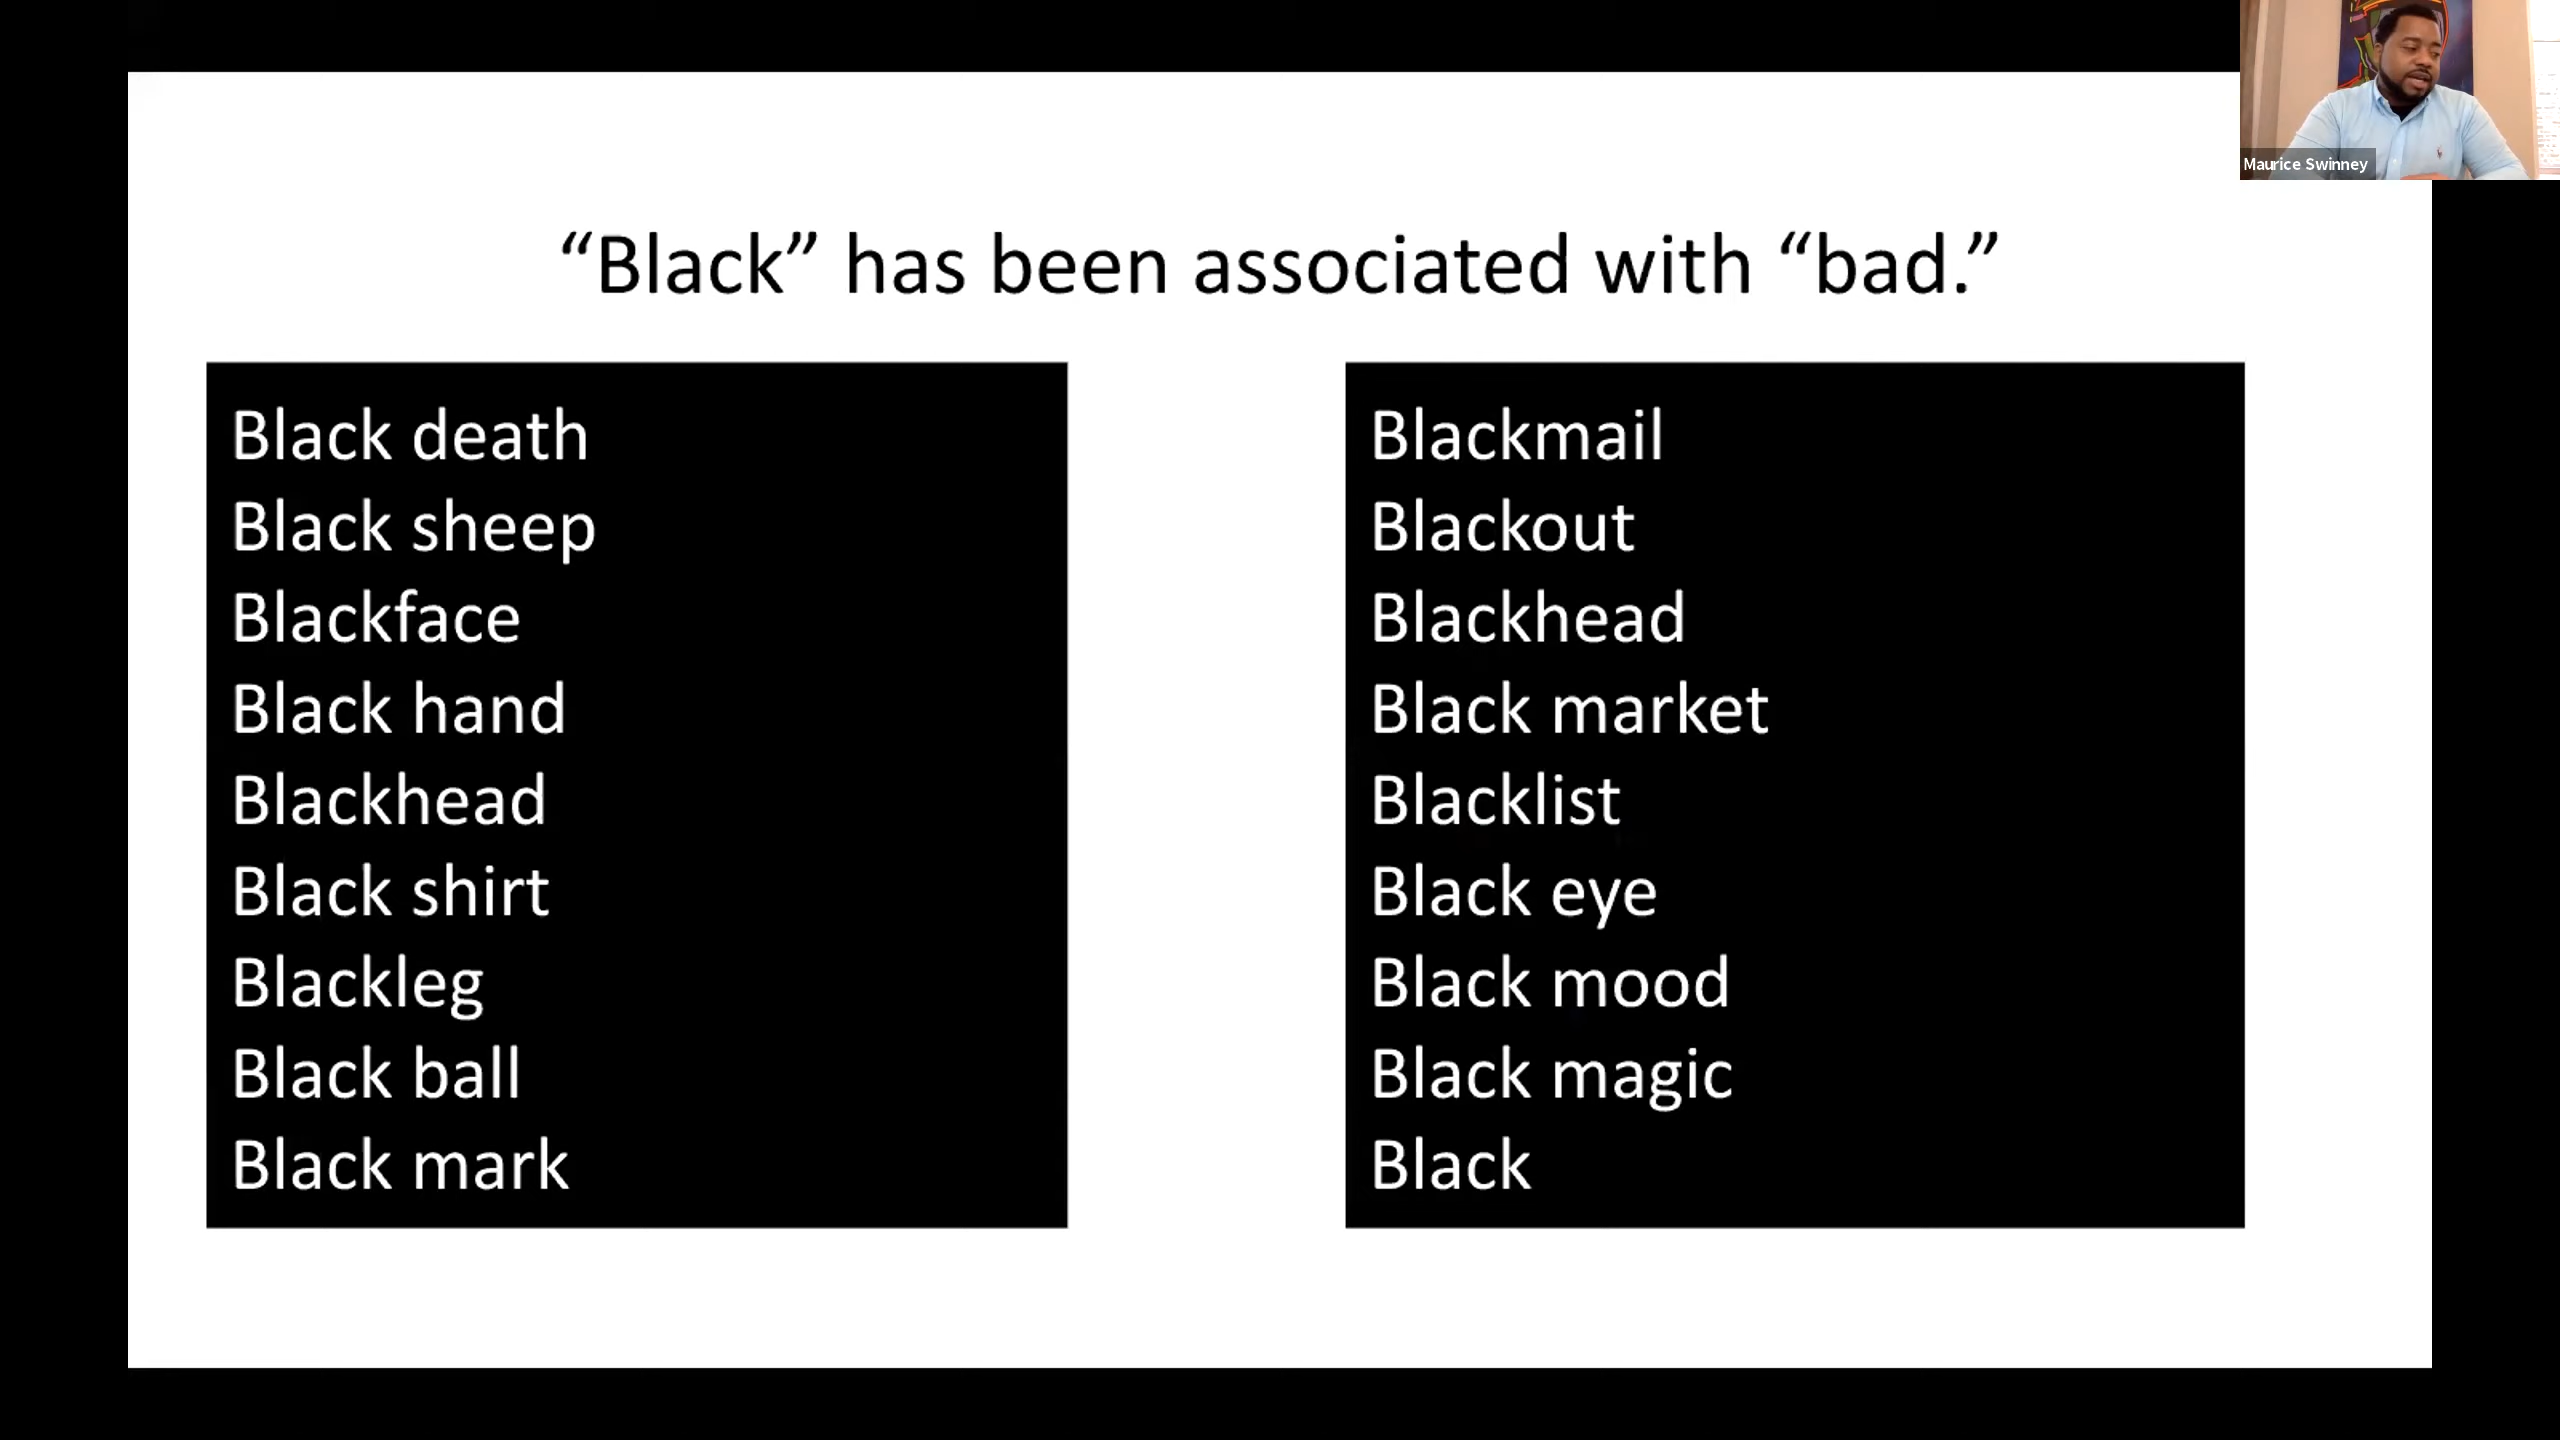 Maurice Swinney
“Black” has been associated with “bad.”
Black death
Black sheep
Blackface
Black hand
Blackhead
Black shirt
Blackleg
Black ball
Black mark
Blackmail
Blackout
Blackhead
Black market
Blacklist
Black eye
Black mood
Black magic
Black